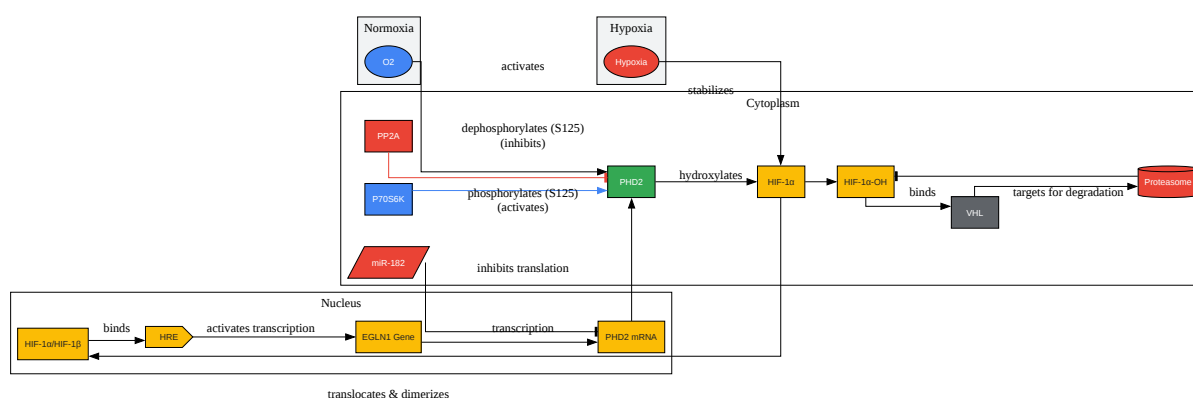 Normoxia
Hypoxia
O2
Hypoxia
activates
stabilizes
Cytoplasm
PP2A
dephosphorylates (S125)
(inhibits)
PHD2
hydroxylates
HIF-1α
HIF-1α-OH
Proteasome
P70S6K
phosphorylates (S125)
(activates)
binds
targets for degradation
VHL
miR-182
inhibits translation
Nucleus
HIF-1α/HIF-1β
binds
HRE
activates transcription
EGLN1 Gene
transcription
PHD2 mRNA
translocates & dimerizes